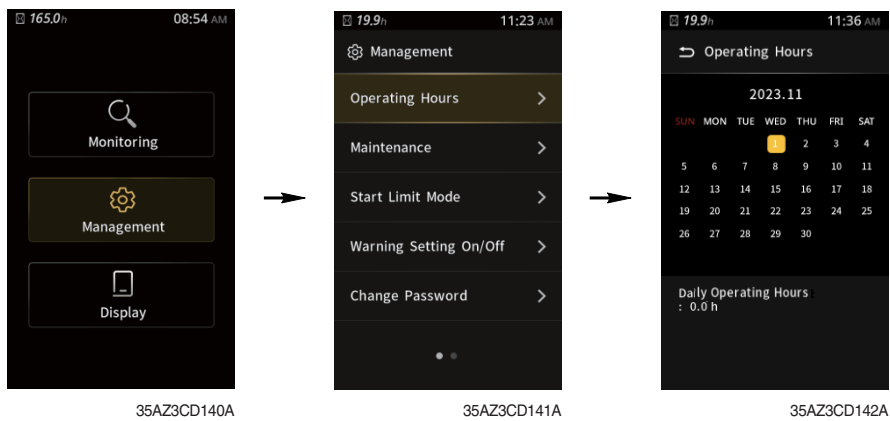 165.0h 08:54 AM
Monitoring
Management
Display
35AZ3CD140A
19.9h 11:23 AM
Management
Operating Hours
Maintenance
Start Limit Mode
Warning Setting On/Off
Change Password
35AZ3CD141A
19.9h 11:36 AM
Operating Hours
2023.11
SUN MON TUE WED THU FRI SAT
1 2 3 4
5 6 7 8 9 10 11
12 13 14 15 16 17 18
19 20 21 22 23 24 25
26 27 28 29 30
Daily Operating Hours
: 0.0 h
35AZ3CD142A